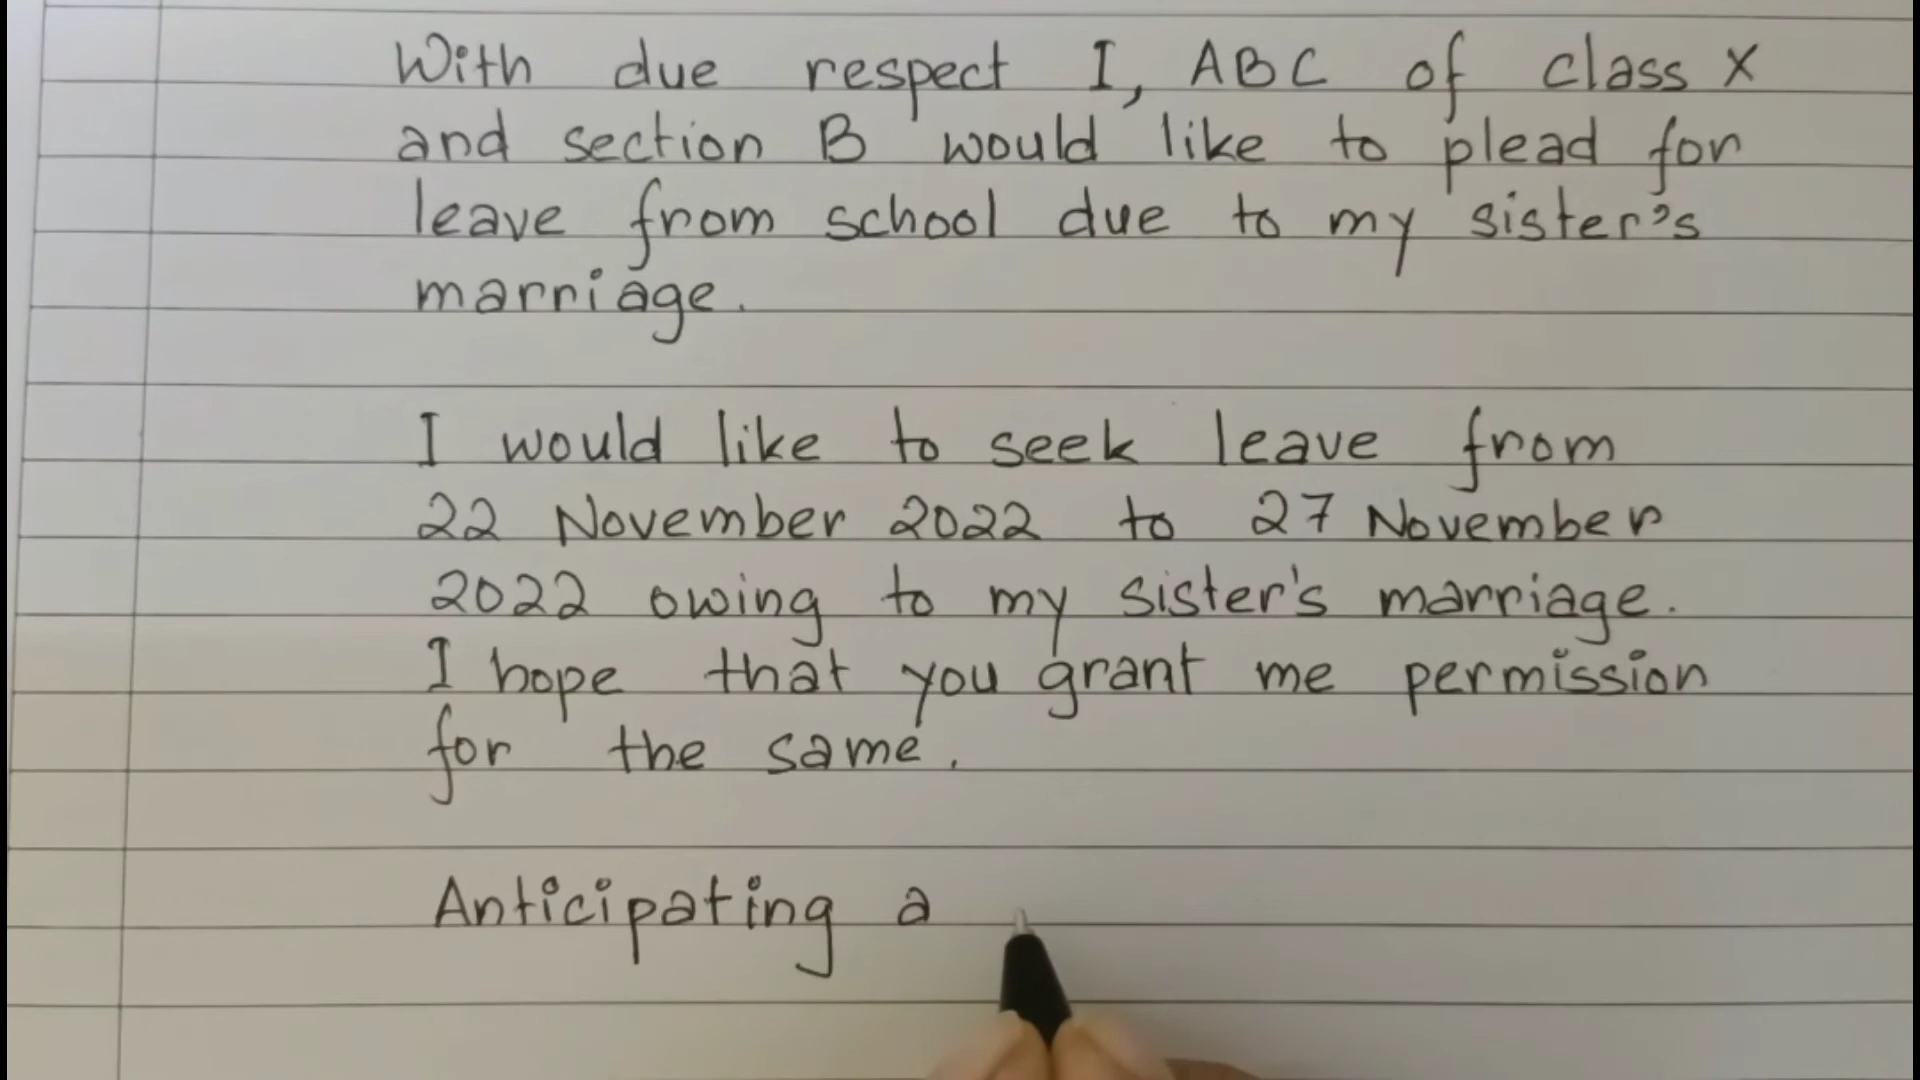 With due respect I, ABC of class X
and section B would like to plead for
leave from school due to my sister's
marriage.
I would like to seek leave from
22 November 2022 to 27 November
2022 owing to my sister's marriage.
I hope that you grant me permission
for the same.
Anticipating a